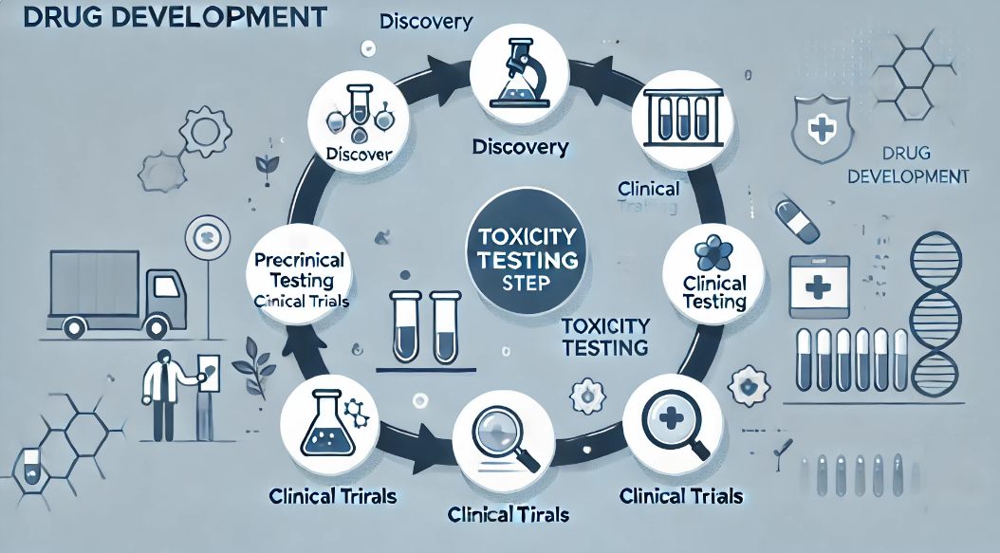 DRUG DEVELOPMENT
Discovery
Discover
Discovery
Clinical
DRUG
DEVELOPMENT
TOXICITY
TESTING
STEP
Precrinical
Testing
Cinical Trials
Clinical
Testing
TOXICITY
TESTING
Clinical Trirals
Clinical Tirals
Clinical Trials